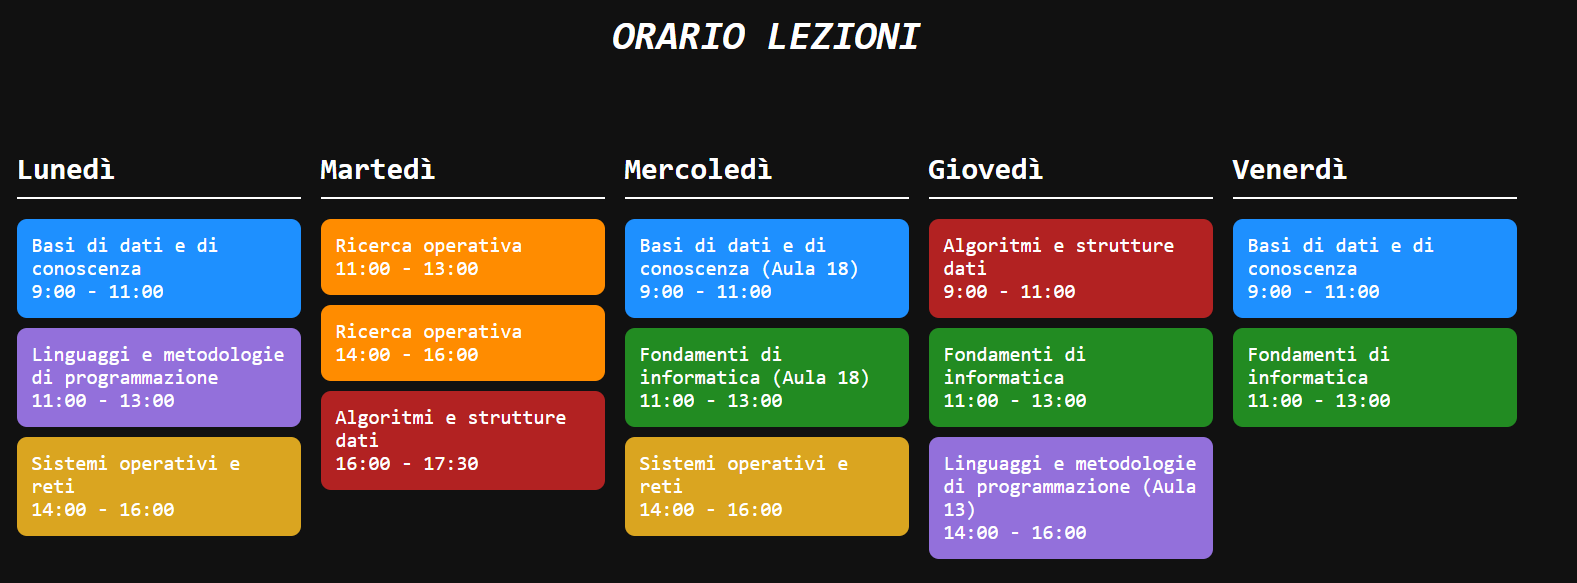 ORARIO LEZIONI
Lunedì
Basi di dati e di
conoscenza
9:00 - 11:00
Linguaggi e metodologie
di programmazione
11:00 - 13:00
Sistemi operativi e
reti
14:00 - 16:00
Martedì
Ricerca operativa
11:00 - 13:00
Ricerca operativa
14:00 - 16:00
Algoritmi e strutture
dati
16:00 - 17:30
Mercoledì
Basi di dati e di
conoscenza (Aula 18)
9:00 - 11:00
Fondamenti di
informatica (Aula 18)
11:00 - 13:00
Sistemi operativi e
reti
14:00 - 16:00
Giovedì
Algoritmi e strutture
dati
9:00 - 11:00
Fondamenti di
informatica
11:00 - 13:00
Linguaggi e metodologie
di programmazione (Aula
13)
14:00 - 16:00
Venerdì
Basi di dati e di
conoscenza
9:00 - 11:00
Fondamenti di
informatica
11:00 - 13:00